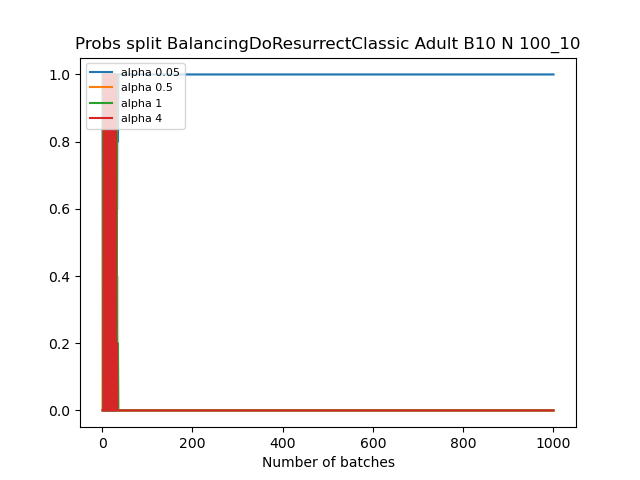 Probs split BalancingDoResurrectClassic Adult B10 N 100_10
1.0
0.8
0.6
0.4
0.2
0.0
alpha 0.05
alpha 0.5
alpha 1
alpha 4
0 200 400 600 800 1000
Number of batches